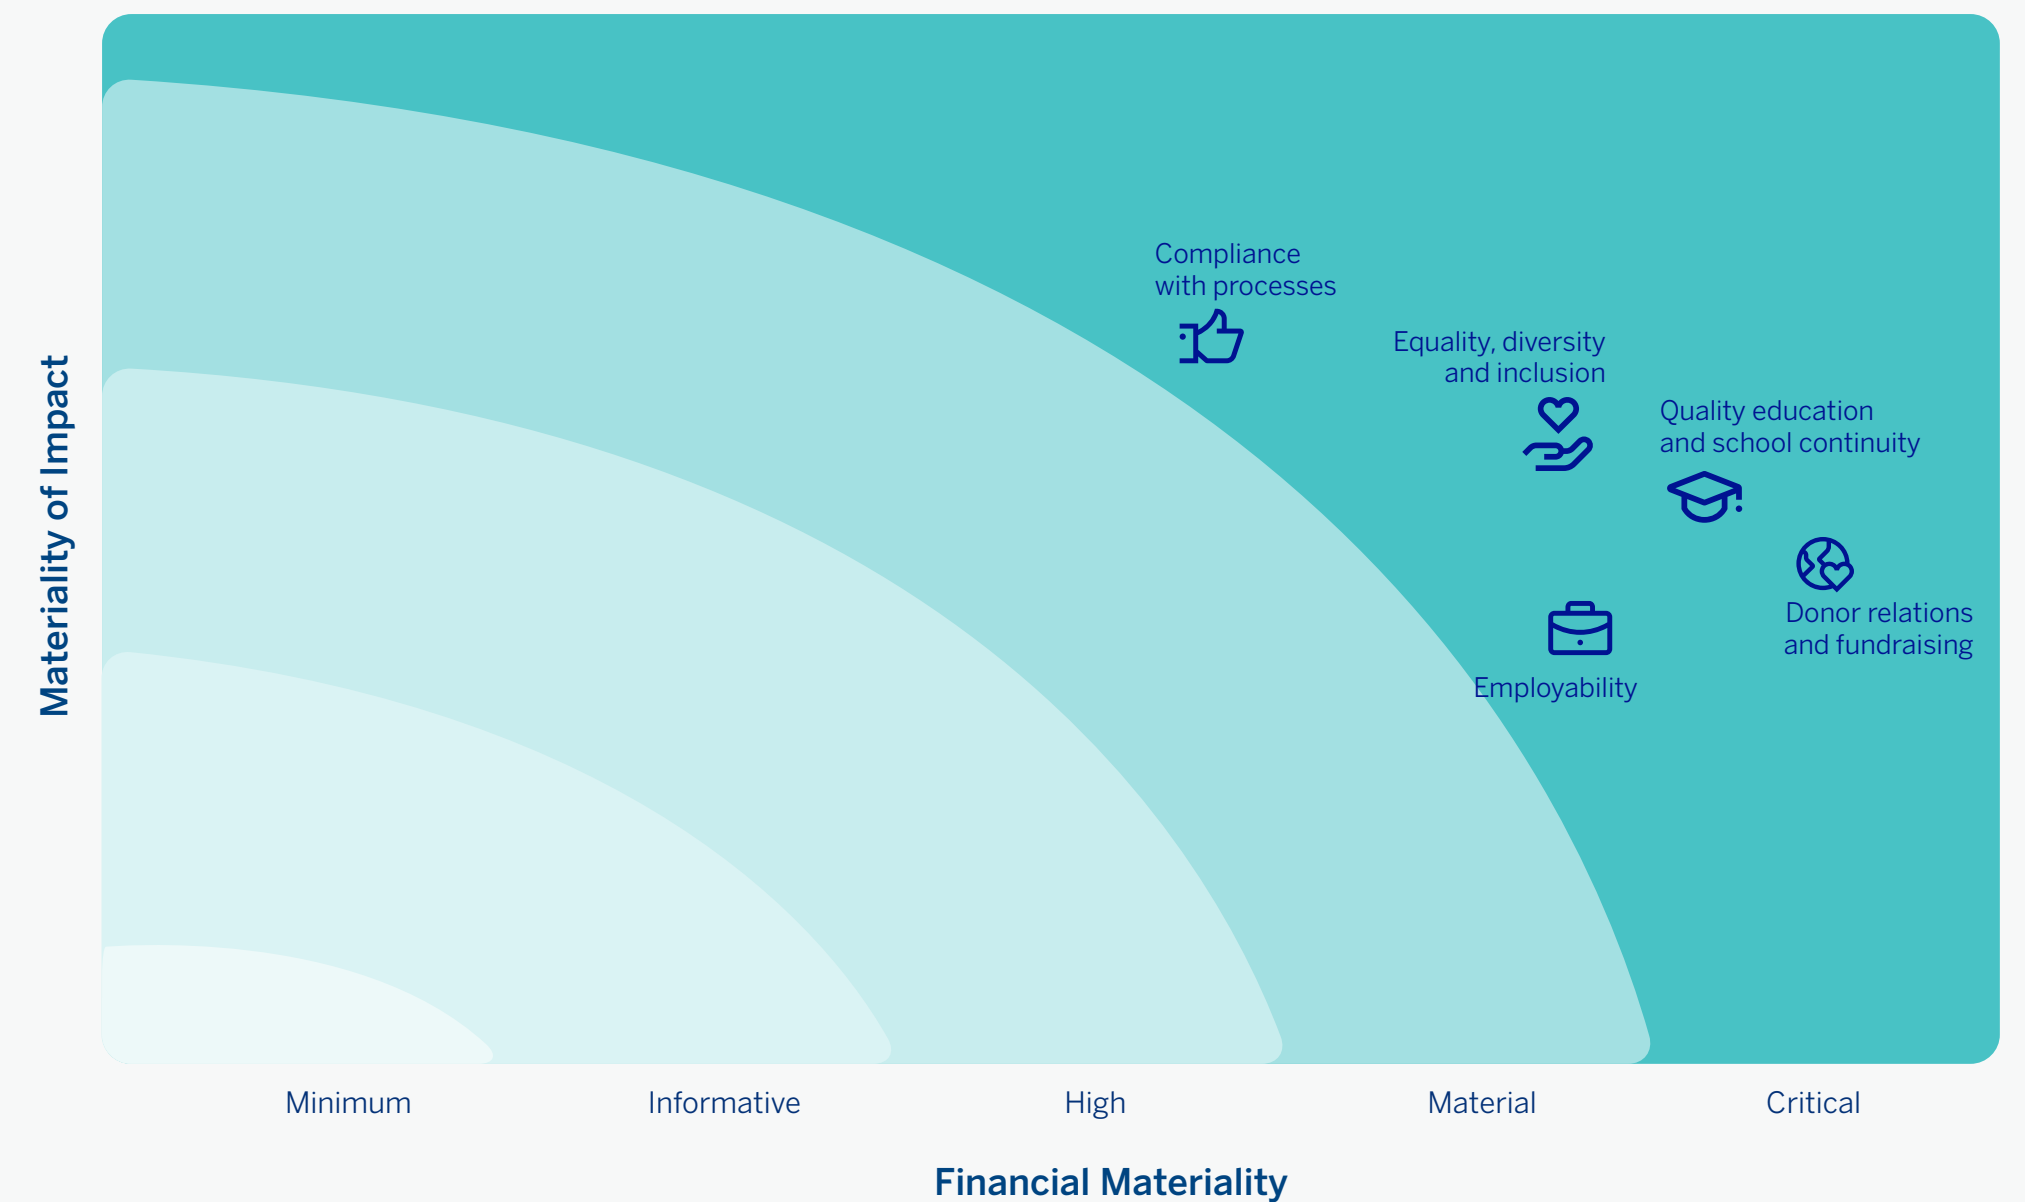 Materiality of Impact
Compliance
with processes
Equality, diversity
and inclusion
Quality education
and school continuity
Donor relations
and fundraising
Employability
Minimum
Informative
High
Material
Critical
Financial Materiality